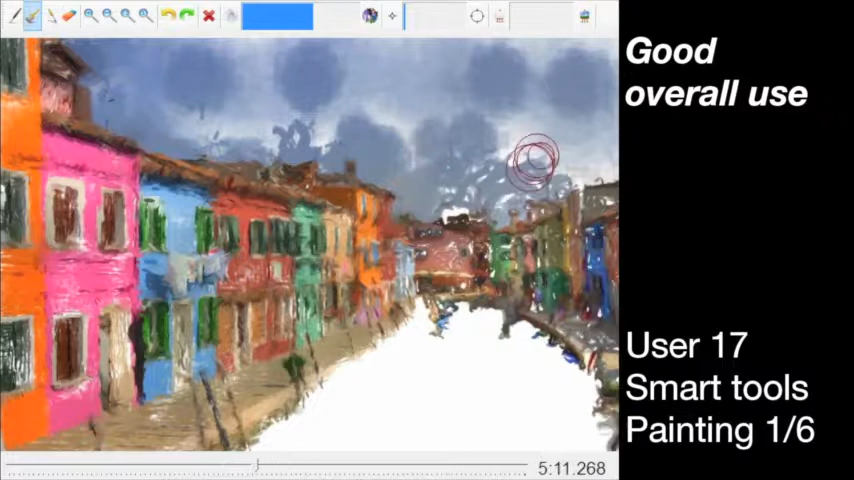 Good
overall use
User 17
Smart tools
Painting 1/6
5:11.268